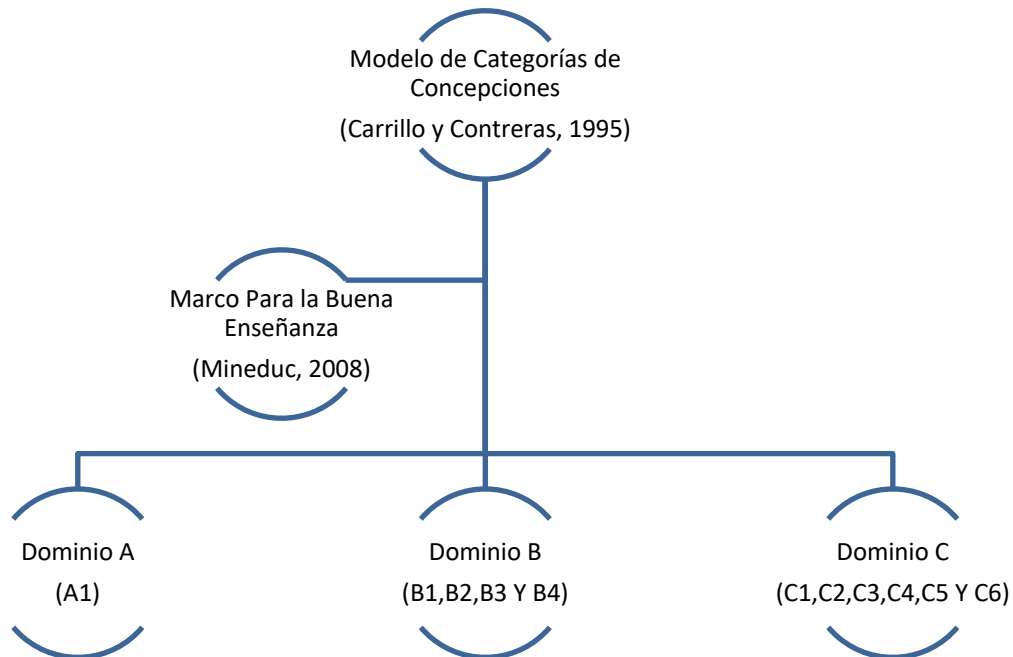 Modelo de Categorías de
Concepciones
(Carrillo y Contreras, 1995)
Marco Para la Buena
Enseñanza
(Mineduc, 2008)
Dominio A
(A1)
Dominio B
(B1,B2,B3 Y B4)
Dominio C
(C1,C2,C3,C4,C5 Y C6)